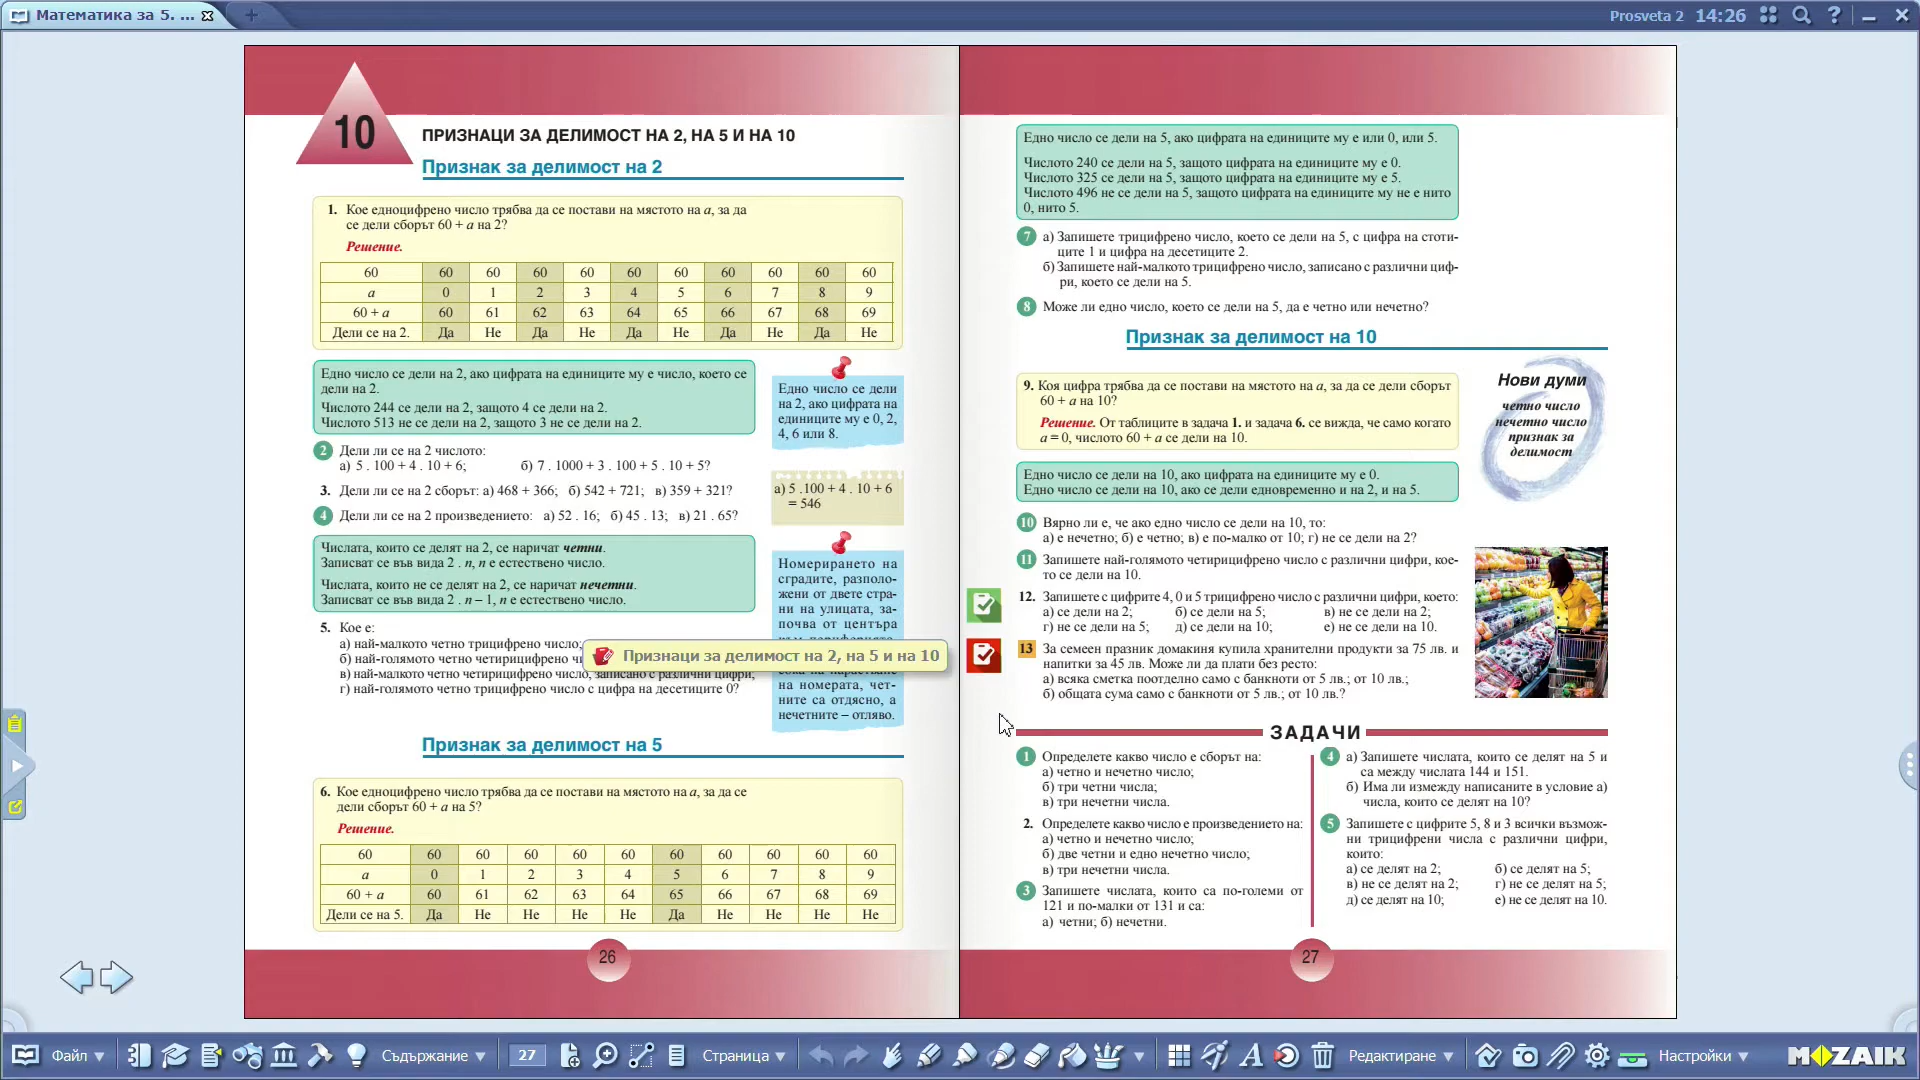 Математика за 5. ...
Prosveta 2 14:26
10
ПРИЗНАЦИ ЗА ДЕЛИМОСТ НА 2, НА 5 И НА 10
Признак за делимост на 2
1. Кое едноцифрено число трябва да се постави на мястото на a, за да
се дели сборът 60 + a на 2?
Решение.
60 60 60 60 60 60 60 60 60 60 60
a 0 1 2 3 4 5 6 7 8 9
60 + a 60 61 62 63 64 65 66 67 68 69
Дели се на 2. Да Не Да Не Да Не Да Не Да Не
Едно число се дели на 2, ако цифрата на единиците му е число, което се
дели на 2.
Числото 244 се дели на 2, защото 4 се дели на 2.
Числото 513 не се дели на 2, защото 3 не се дели на 2.
Едно число се дели
на 2, ако цифрата на
единиците му е 0, 2,
4, 6 или 8.
2 Дели ли се на 2 числото:
а) 5 . 100 + 4 . 10 + 6; б) 7 . 1000 + 3 . 100 + 5 . 10 + 5?
3. Дели ли се на 2 сборът: а) 468 + 366; б) 542 + 721; в) 359 + 321?
4 Дели ли се на 2 произведението: а) 52 . 16; б) 45 . 13; в) 21 . 65?
а) 5 .100 + 4 . 10 + 6
= 546
Числата, които се делят на 2, се наричат четни.
Записват се във вида 2 . n, n е естествено число.
Числата, които не се делят на 2, се наричат нечетни.
Записват се във вида 2 . n – 1, n е естествено число.
Номерирането на
сградите, разполо-
жени от двете стра-
ни на улицата, за-
почва от центъра
на номерата, чет-
ните са отдясно, а
нечетните – отляво.
5. Кое е:
а) най-малкото четно трицифрено число;
б) най-голямото четно четирицифрено
в) най-малкото четно четирицифрено число, записано с различни цифри;
г) най-голямото четно трицифрено число с цифра на десетиците 0?
Признаци за делимост на 2, на 5 и на 10
Признак за делимост на 5
6. Кое едноцифрено число трябва да се постави на мястото на a, за да се
дели сборът 60 + a на 5?
Решение.
60 60 60 60 60 60 60 60 60 60 60
a 0 1 2 3 4 5 6 7 8 9
60 + a 60 61 62 63 64 65 66 67 68 69
Дели се на 5. Да Не Не Не Не Да Не Не Не Не
26
Едно число се дели на 5, ако цифрата на единиците му е или 0, или 5.
Числото 240 се дели на 5, защото цифрата на единиците му е 0.
Числото 325 се дели на 5, защото цифрата на единиците му е 5.
Числото 496 не се дели на 5, защото цифрата на единиците му не е нито
0, нито 5.
7 а) Запишете трицифрено число, което се дели на 5, с цифра на стоти-
ците 1 и цифра на десетиците 2.
б) Запишете най-малкото трицифрено число, записано с различни циф-
ри, което се дели на 5.
8 Може ли едно число, което се дели на 5, да е четно или нечетно?
Признак за делимост на 10
9. Коя цифра трябва да се постави на мястото на a, за да се дели сборът
60 + a на 10?
Решение. От таблиците в задача 1. и задача 6. се вижда, че само когато
a = 0, числото 60 + a се дели на 10.
Нови думи
четно число
нечетно число
признак за
делимост
Едно число се дели на 10, ако цифрата на единиците му е 0.
Едно число се дели на 10, ако се дели едновременно и на 2, и на 5.
10 Вярно ли е, че ако едно число се дели на 10, то:
а) е нечетно; б) е четно; в) е по-малко от 10; г) не се дели на 2?
11 Запишете най-голямото четирицифрено число с различни цифри, кое-
то се дели на 10.
12. Запишете с цифрите 4, 0 и 5 трицифрено число с различни цифри, което:
а) се дели на 2; б) се дели на 5; в) не се дели на 2;
г) не се дели на 5; д) се дели на 10; е) не се дели на 10.
13 За семеен празник домакиня купила хранителни продукти за 75 лв. и
напитки за 45 лв. Може ли да плати без ресто:
а) всяка сметка поотделно само с банкноти от 5 лв.; от 10 лв.;
б) общата сума само с банкноти от 5 лв.; от 10 лв.?
ЗАДАЧИ
1 Определете какво число е сборът на:
а) четно и нечетно число;
б) три четни числа;
в) три нечетни числа.
2. Определете какво число е произведението на:
а) четно и нечетно число;
б) две четни и едно нечетно число;
в) три нечетни числа.
3 Запишете числата, които са по-големи от
121 и по-малки от 131 и са:
а) четни; б) нечетни.
4 а) Запишете числата, които се делят на 5 и
са между числата 144 и 151.
б) Има ли измежду написаните в условие а)
числа, които се делят на 10?
5 Запишете с цифрите 5, 8 и 3 всички възмож-
ни трицифрени числа с различни цифри,
които:
а) се делят на 2; б) се делят на 5;
в) не се делят на 2; г) не се делят на 5;
д) се делят на 10; е) не се делят на 10.
27
Файл Съдържание 27 Страница Редактиране Настройки MOZAIK